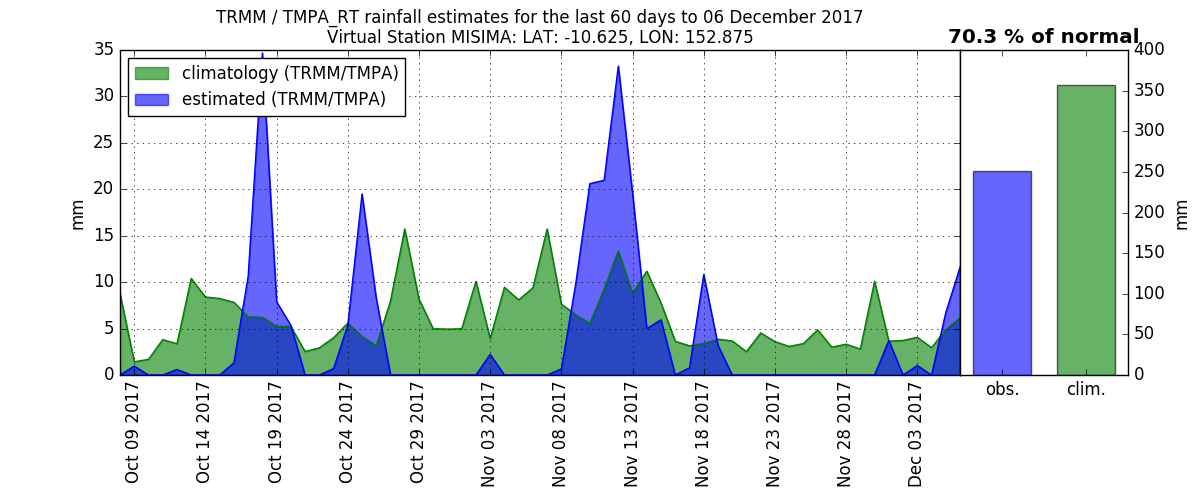 TRMM / TMPA_RT rainfall estimates for the last 60 days to 06 December 2017
Virtual Station MISIMA: LAT: -10.625, LON: 152.875
70.3 % of normal
climatology (TRMM/TMPA)
estimated (TRMM/TMPA)
mm
35
30
25
20
15
10
5
0
Oct 09 2017
Oct 14 2017
Oct 19 2017
Oct 24 2017
Oct 29 2017
Nov 03 2017
Nov 08 2017
Nov 13 2017
Nov 18 2017
Nov 23 2017
Nov 28 2017
Dec 03 2017
400
350
300
250
200
150
100
50
0
mm
obs.
clim.